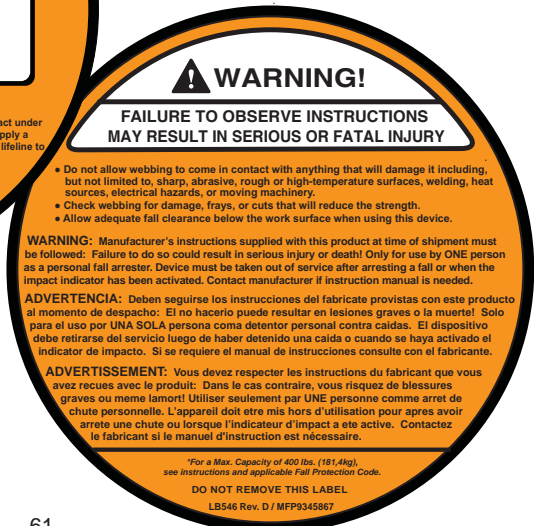 act under
pply a
lifeline to
WARNING!
FAILURE TO OBSERVE INSTRUCTIONS
MAY RESULT IN SERIOUS OR FATAL INJURY
● Do not allow webbing to come in contact with anything that will damage it including,
but not limited to, sharp, abrasive, rough or high-temperature surfaces, welding, heat
sources, electrical hazards, or moving machinery.
● Check webbing for damage, frays, or cuts that will reduce the strength.
● Allow adequate fall clearance below the work surface when using this device.
WARNING: Manufacturer's instructions supplied with this product at time of shipment must
be followed: Failure to do so could result in serious injury or death! Only for use by ONE person
as a personal fall arrester. Device must be taken out of service after arresting a fall or when the
impact indicator has been activated. Contact manufacturer if instruction manual is needed.
ADVERTENCIA: Deben seguirse los instrucciones del fabricate provistas con este producto
al momento de despacho: El no hacerio puede resultar en lesiones graves o la muerte! Solo
para el uso por UNA SOLA persona coma detentor personal contra caídas. El dispositivo
debe retirarse del servicio luego de haber detenido una caida o cuando se haya activado el
indicator de impacto. Si se requiere el manual de instrucciones consulte con el fabricante.
ADVERTISSEMENT: Vous devez respecter les instructions du fabricant que vous
avez recues avec le produit: Dans le cas contraire, vous risquez de blessures
graves ou meme lamort! Utiliser seulement par UNE personne comme arret de
chute personnelle. L'appareil doit etre mis hors d'utilisation pour apres avoir
arrete une chute ou lorsque l'indicateur d'impact a ete active. Contactez
le fabricant si le manuel d'instruction est nécessaire.
*For a Max. Capacity of 400 lbs. (181,4kg),
see instructions and applicable Fall Protection Code.
DO NOT REMOVE THIS LABEL
LB546 Rev. D / MFP9345867
61